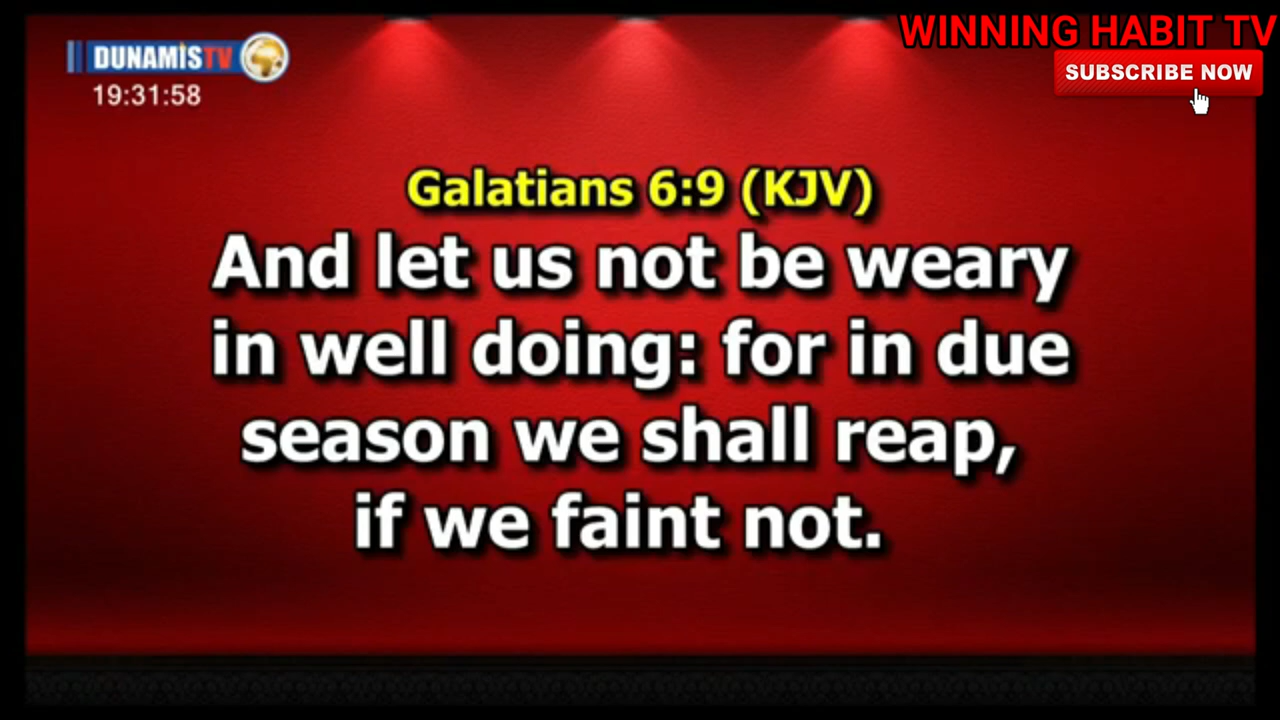 DUNAMIS TV
19:31:58
WINNING HABIT TV
SUBSCRIBE NOW
Galatians 6:9 (KJV)
And let us not be weary
in well doing: for in due
season we shall reap,
if we faint not.